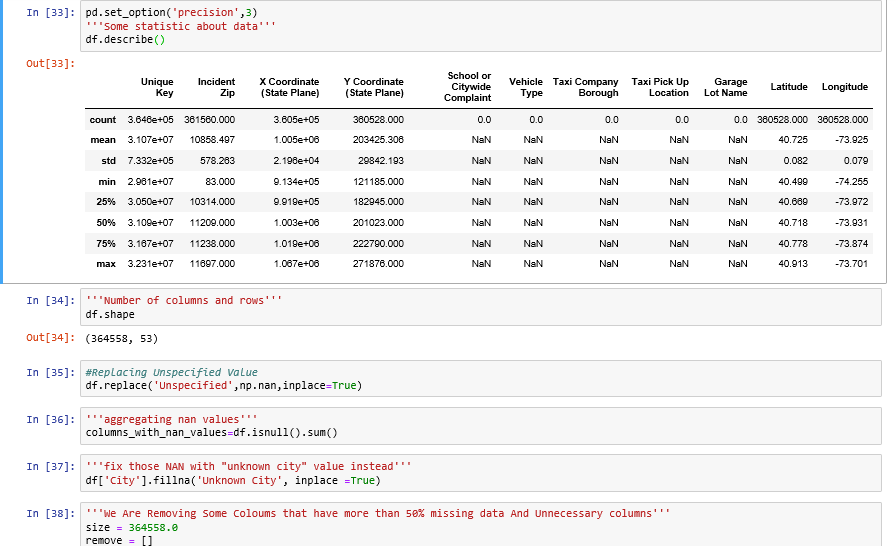 In [33]: pd.set_option('precision',3)
'''Some statistic about data'''
df.describe()
Out[33]:
Unique Key Incident Zip X Coordinate (State Plane) Y Coordinate (State Plane) School or Citywide Complaint Vehicle Type Taxi Company Borough Taxi Pick Up Location Garage Lot Name Latitude Longitude
count 3.646e+05 361560.000 3.605e+05 360528.000 0.0 0.0 0.0 0.0 0.0 360528.000 360528.000
mean 3.107e+07 10858.497 1.005e+06 203425.306 NaN NaN NaN NaN NaN 40.725 -73.925
std 7.332e+05 578.263 2.196e+04 29842.193 NaN NaN NaN NaN NaN 0.082 0.079
min 2.961e+07 83.000 9.134e+05 121185.000 NaN NaN NaN NaN NaN 40.499 -74.255
25% 3.050e+07 10314.000 9.919e+05 182945.000 NaN NaN NaN NaN NaN 40.669 -73.972
50% 3.109e+07 11209.000 1.003e+06 201023.000 NaN NaN NaN NaN NaN 40.718 -73.931
75% 3.167e+07 11238.000 1.019e+06 222790.000 NaN NaN NaN NaN NaN 40.778 -73.874
max 3.231e+07 11697.000 1.067e+06 271876.000 NaN NaN NaN NaN NaN 40.913 -73.701
In [34]: '''Number of columns and rows'''
df.shape
Out[34]: (364558, 53)
In [35]: #Replacing Unspecified Value
df.replace('Unspecified',np.nan,inplace=True)
In [36]: '''aggregating nan values'''
columns_with_nan_values=df.isnull().sum()
In [37]: '''fix those NAN with "unknown city" value instead'''
df['City'].fillna('Unknown City', inplace =True)
In [38]: '''We Are Removing Some Coloums that have more than 50% missing data And Unnecessary columns'''
size = 364558.0
remove = []